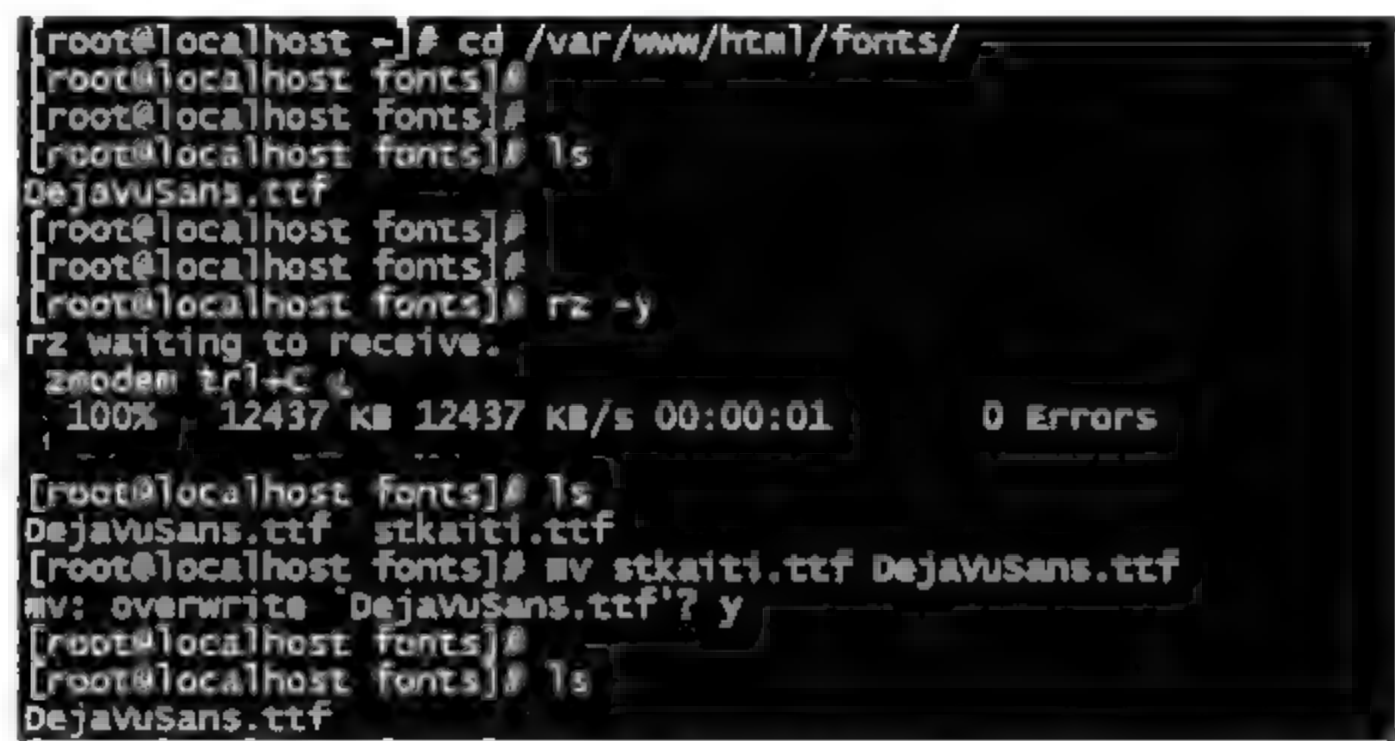 [root@localhost ~]# cd /var/www/html/fonts/
[root@localhost fonts]#
[root@localhost fonts]#
[root@localhost fonts]# ls
DejaVuSans.ttf
[root@localhost fonts]#
[root@localhost fonts]#
[root@localhost fonts]# rz -y
rz waiting to receive.
zmodem trl+C
100% 12437 KB 12437 KB/s 00:00:01 0 Errors
[root@localhost fonts]# ls
DejaVuSans.ttf stkaiti.ttf
[root@localhost fonts]# mv stkaiti.ttf DejaVuSans.ttf
mv: overwrite `DejaVuSans.ttf'? y
[root@localhost fonts]#
[root@localhost fonts]# ls
DejaVuSans.ttf